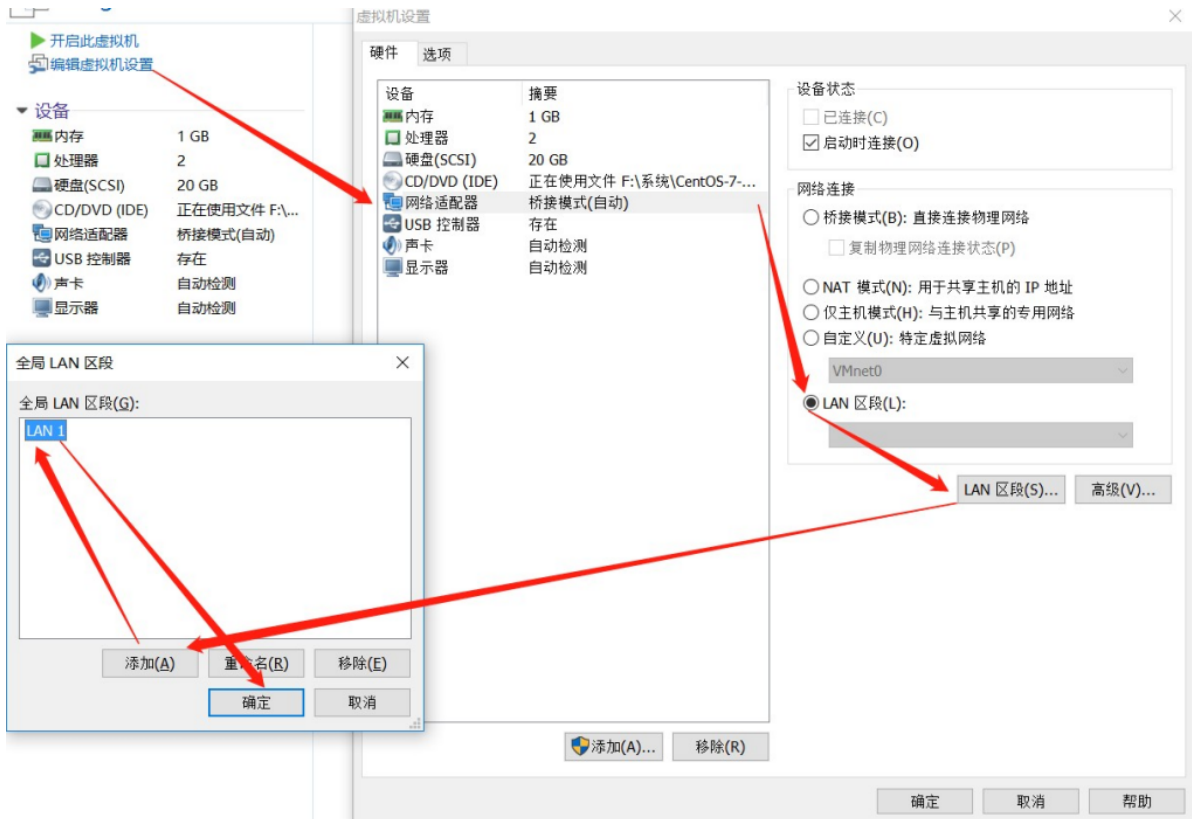 开启此虚拟机
编辑虚拟机设置
设备
内存 1 GB
处理器 2
硬盘(SCSI) 20 GB
CD/DVD (IDE) 正在使用文件 F:\...
网络适配器 桥接模式(自动)
USB 控制器 存在
声卡 自动检测
显示器 自动检测
虚拟机设置
硬件 选项
设备 摘要
内存 1 GB
处理器 2
硬盘(SCSI) 20 GB
CD/DVD (IDE) 正在使用文件 F:\系统\CentOS-7-...
网络适配器 桥接模式(自动)
USB 控制器 存在
声卡 自动检测
显示器 自动检测
添加(A)... 移除(R)
设备状态
已连接(C)
启动时连接(O)
网络连接
桥接模式(B): 直接连接物理网络
复制物理网络连接状态(P)
NAT 模式(N): 用于共享主机的 IP 地址
仅主机模式(H): 与主机共享的专用网络
自定义(U): 特定虚拟网络
VMnet0
LAN 区段(L):
LAN 区段(S)... 高级(V)...
确定 取消 帮助
全局 LAN 区段
全局 LAN 区段(G):
LAN 1
添加(A) 重命名(R) 移除(E)
确定 取消